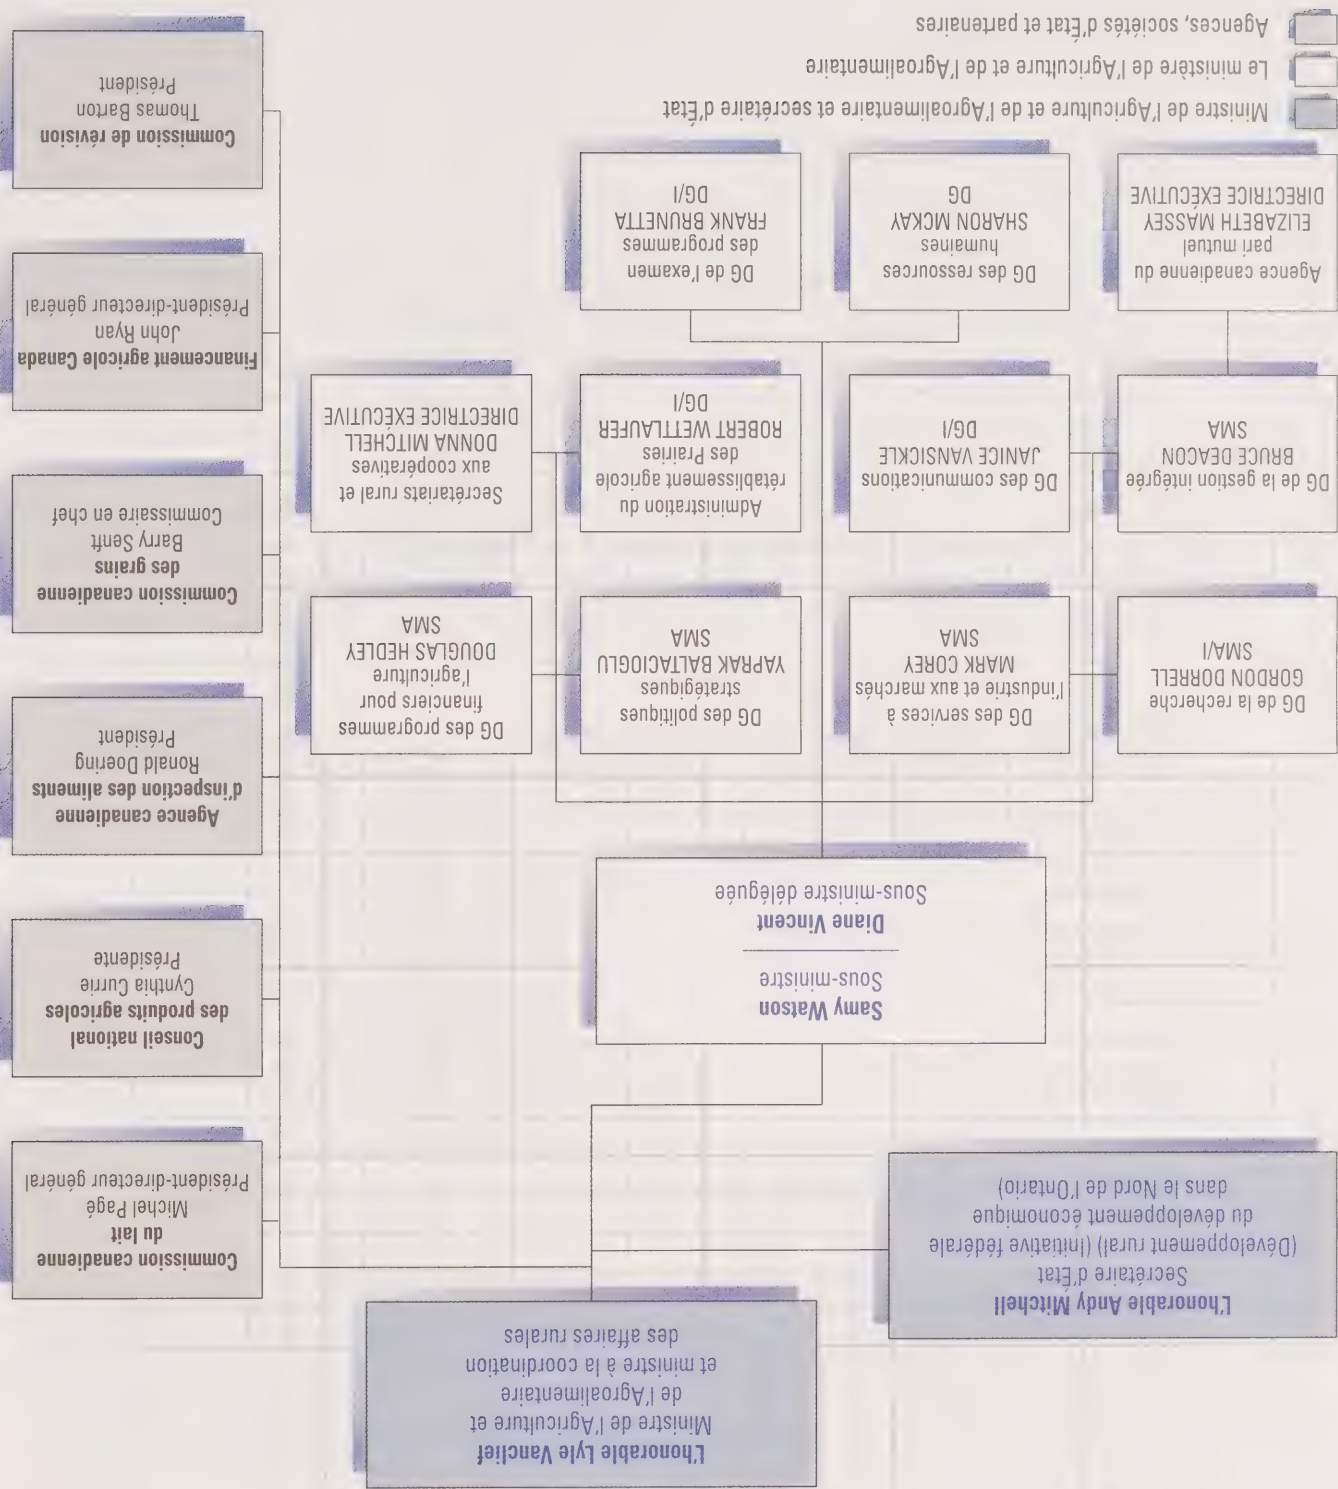 L'honorable Lyle Vanclief
Ministre de l'Agriculture et
de l'Agroalimentaire
et ministre à la coordination
des affaires rurales
L'honorable Andy Mitchell
Secrétaire d'État
(Développement rural) (Initiative fédérale
du développement économique
dans le Nord de l'Ontario)
Samy Watson
Sous-ministre
Diane Vincent
Sous-ministre déléguée
DG de la recherche
GORDON DORRELL
SMA/I
DG des services à
l'industrie et aux marchés
MARK COREY
SMA
DG des politiques
stratégiques
YAPRAK BALTACIOGLU
SMA
DG des programmes
financiers pour
l'agriculture
DOUGLAS HEDLEY
SMA
DG de la gestion intégrée
BRUCE DEACON
SMA
DG des communications
JANICE VANSICKLE
DG/I
Administration du
rétablissement agricole
des Prairies
ROBERT WETTLAUFER
DG/I
Secrétariats rural et
aux coopératives
DONNA MITCHELL
DIRECTRICE EXÉCUTIVE
Agence canadienne du
pari mutuel
ELIZABETH MASSEY
DIRECTRICE EXÉCUTIVE
DG des ressources
humaines
SHARON MCKAY
DG
DG de l'examen
des programmes
FRANK BRUNETTA
DG/I
Commission canadienne
du lait
Michel Pagé
Président-directeur général
Conseil national
des produits agricoles
Cynthia Currie
Présidente
Agence canadienne
d'inspection des aliments
Ronald Doering
Président
Commission canadienne
des grains
Barry Senft
Commissaire en chef
Financement agricole Canada
John Ryan
Président-directeur général
Commission de révision
Thomas Barton
Président
Ministre de l'Agriculture et de l'Agroalimentaire et secrétaire d'État
Le ministère de l'Agriculture et de l'Agroalimentaire
Agences, sociétés d'État et partenaires